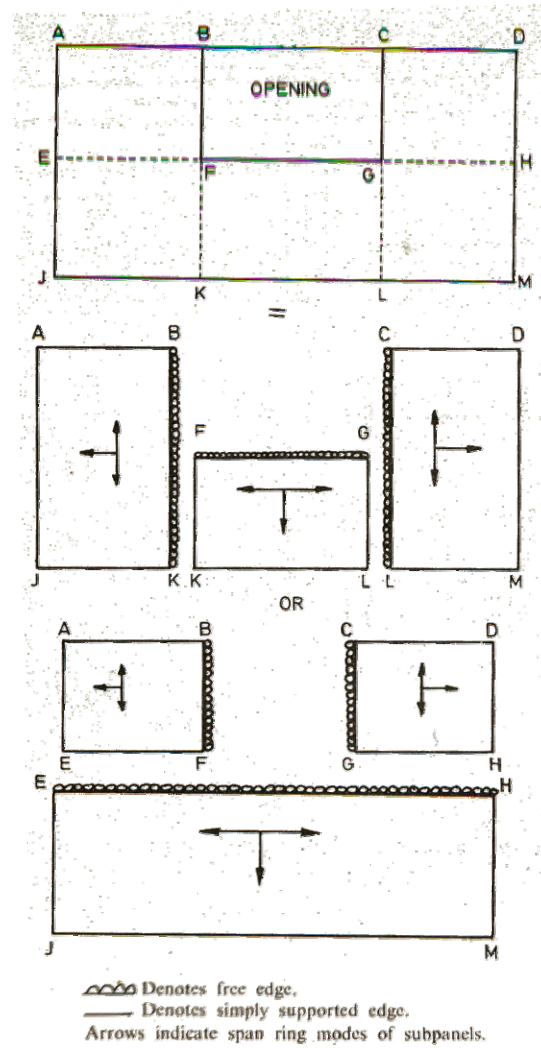 A B C D
OPENING
E F G H
J K L M
=
A B C D
F G
J K K L L M
OR
A B C D
E F G H
E H
J M
Denotes free edge.
Denotes simply supported edge.
Arrows indicate span ring modes of subpanels.